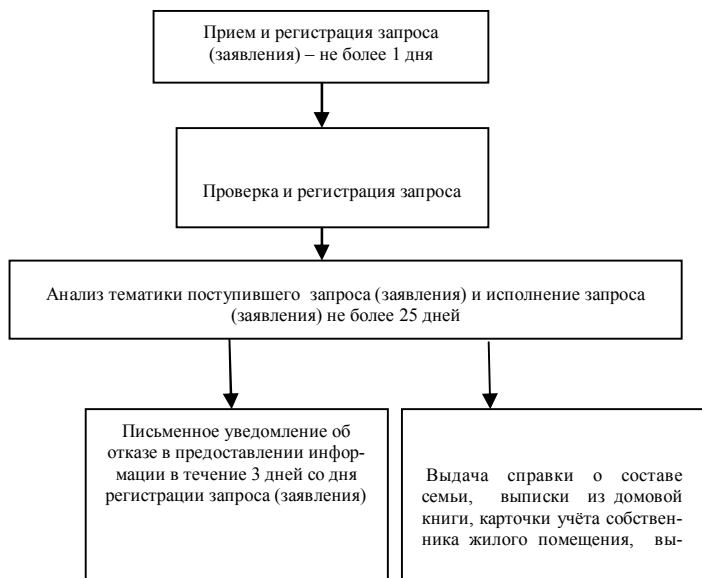 Прием и регистрация запроса
(заявления) – не более 1 дня
Проверка и регистрация запроса
Анализ тематики поступившего запроса (заявления) и исполнение запроса
(заявления) не более 25 дней
Письменное уведомление об
отказе в предоставлении инфор-
мации в течение 3 дней со дня
регистрации запроса (заявления)
Выдача справки о составе
семьи, выписки из домовой
книги, карточки учёта собствен-
ника жилого помещения, вы-